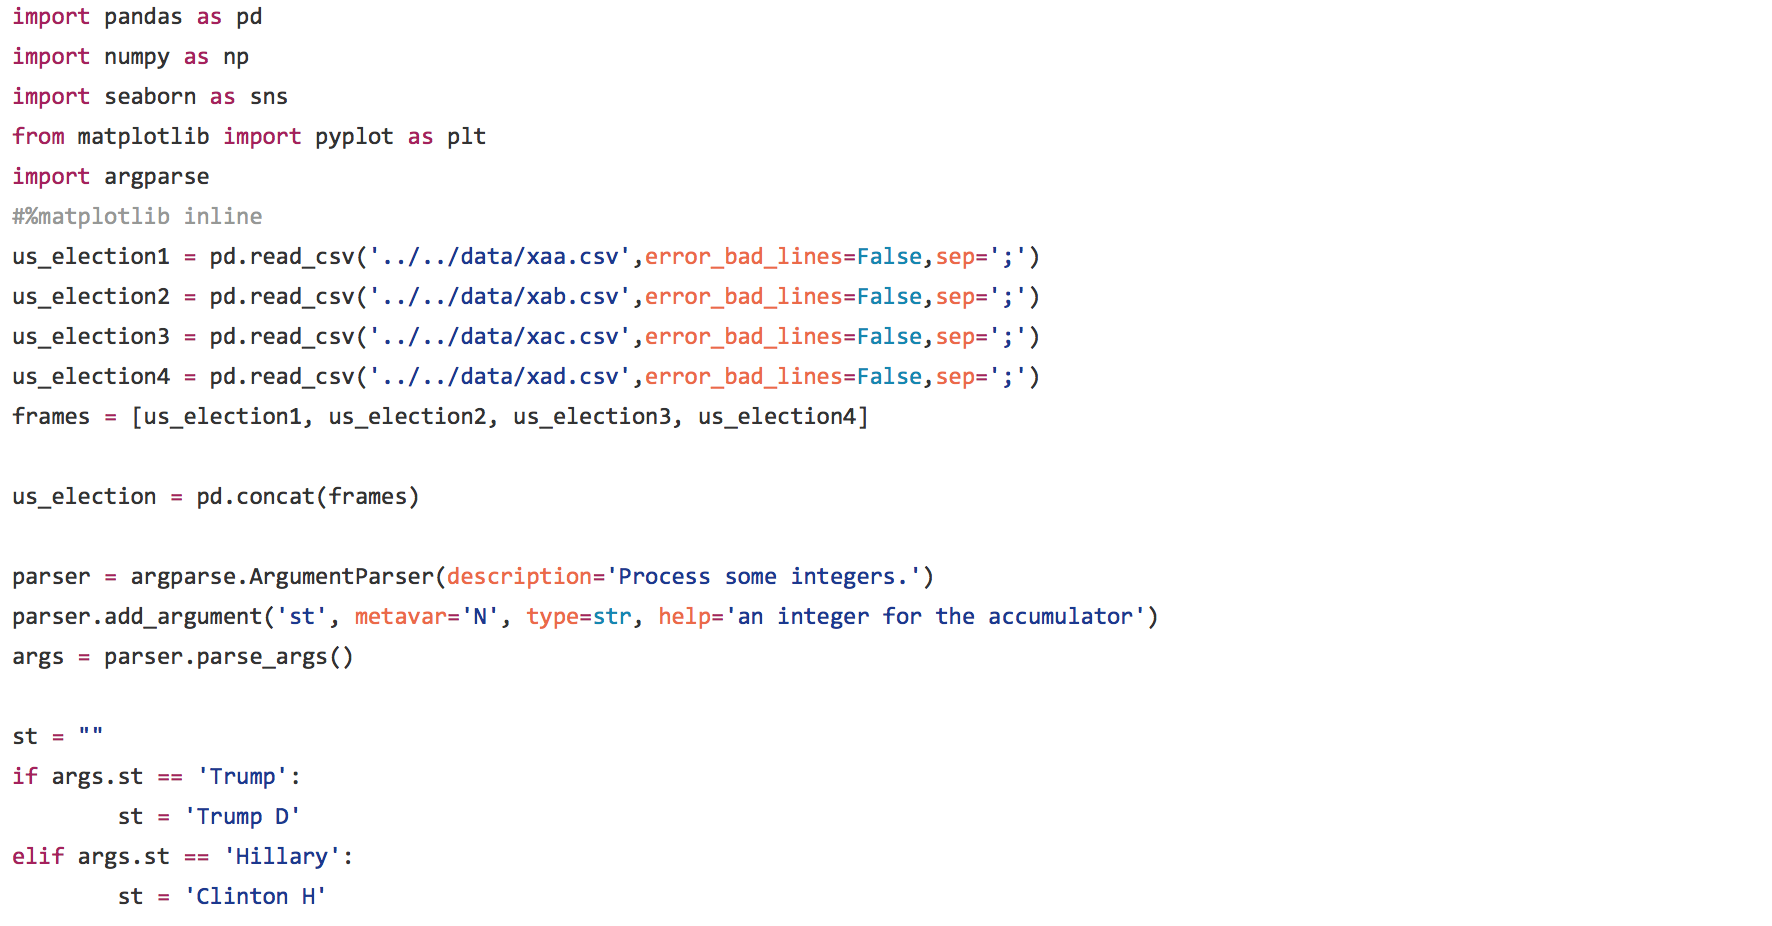 import pandas as pd
import numpy as np
import seaborn as sns
from matplotlib import pyplot as plt
import argparse
#%matplotlib inline
us_election1 = pd.read_csv('../../data/xaa.csv',error_bad_lines=False,sep=';')
us_election2 = pd.read_csv('../../data/xab.csv',error_bad_lines=False,sep=';')
us_election3 = pd.read_csv('../../data/xac.csv',error_bad_lines=False,sep=';')
us_election4 = pd.read_csv('../../data/xad.csv',error_bad_lines=False,sep=';')
frames = [us_election1, us_election2, us_election3, us_election4]

us_election = pd.concat(frames)

parser = argparse.ArgumentParser(description='Process some integers.')
parser.add_argument('st', metavar='N', type=str, help='an integer for the accumulator')
args = parser.parse_args()

st = ""
if args.st == 'Trump':
        st = 'Trump D'
elif args.st == 'Hillary':
        st = 'Clinton H'